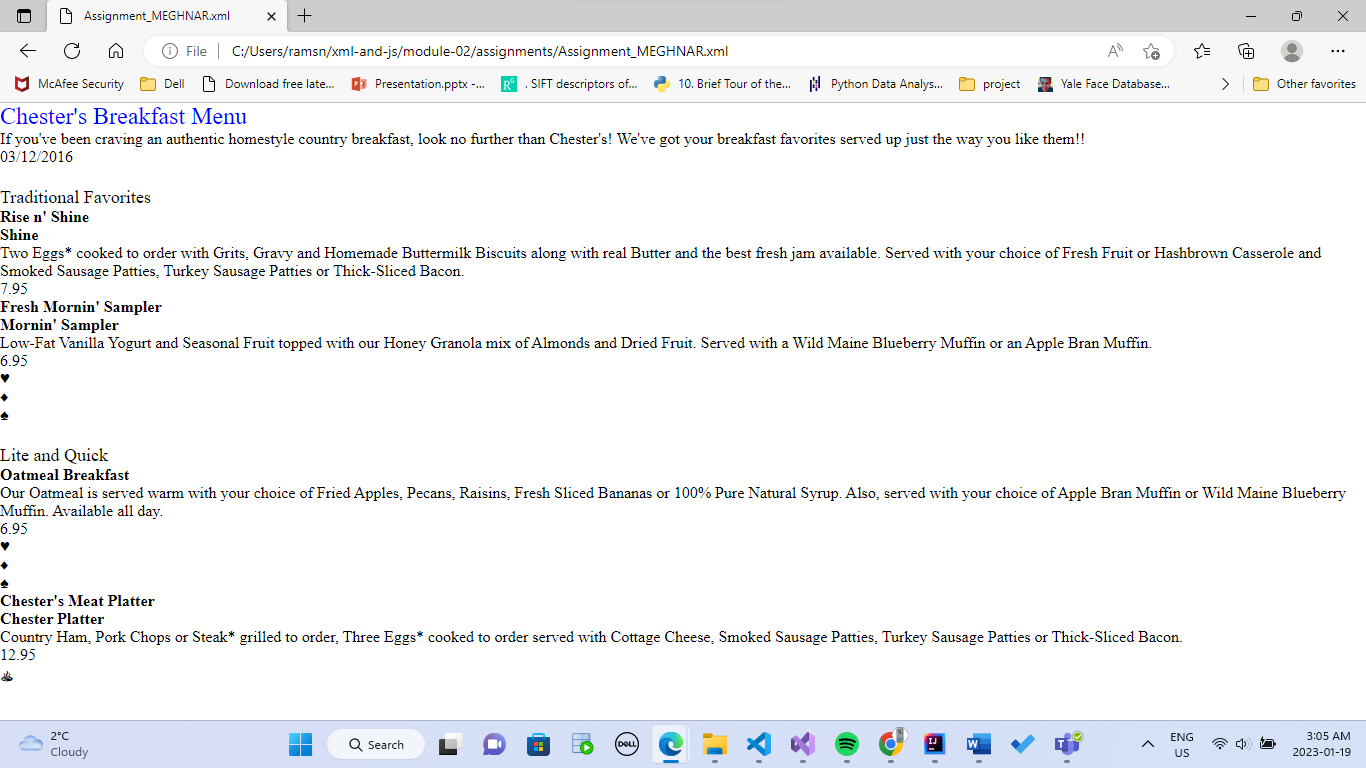 Assignment_MEGHNAR.xml
File | C:/Users/ramsn/xml-and-js/module-02/assignments/Assignment_MEGHNAR.xml
McAfee Security Dell Download free late... Presentation.pptx -... . SIFT descriptors of... 10. Brief Tour of the... Python Data Analys... project Yale Face Database... Other favorites
Chester's Breakfast Menu
If you've been craving an authentic homestyle country breakfast, look no further than Chester's! We've got your breakfast favorites served up just the way you like them!!
03/12/2016
Traditional Favorites
Rise n' Shine
Shine
Two Eggs* cooked to order with Grits, Gravy and Homemade Buttermilk Biscuits along with real Butter and the best fresh jam available. Served with your choice of Fresh Fruit or Hashbrown Casserole and
Smoked Sausage Patties, Turkey Sausage Patties or Thick-Sliced Bacon.
7.95
Fresh Mornin' Sampler
Mornin' Sampler
Low-Fat Vanilla Yogurt and Seasonal Fruit topped with our Honey Granola mix of Almonds and Dried Fruit. Served with a Wild Maine Blueberry Muffin or an Apple Bran Muffin.
6.95
♥
♦
♠
Lite and Quick
Oatmeal Breakfast
Our Oatmeal is served warm with your choice of Fried Apples, Pecans, Raisins, Fresh Sliced Bananas or 100% Pure Natural Syrup. Also, served with your choice of Apple Bran Muffin or Wild Maine Blueberry
Muffin. Available all day.
6.95
♥
♦
♠
Chester's Meat Platter
Chester Platter
Country Ham, Pork Chops or Steak* grilled to order, Three Eggs* cooked to order served with Cottage Cheese, Smoked Sausage Patties, Turkey Sausage Patties or Thick-Sliced Bacon.
12.95
♨
2°C
Cloudy
Search
DELL
ENG
US
3:05 AM
2023-01-19